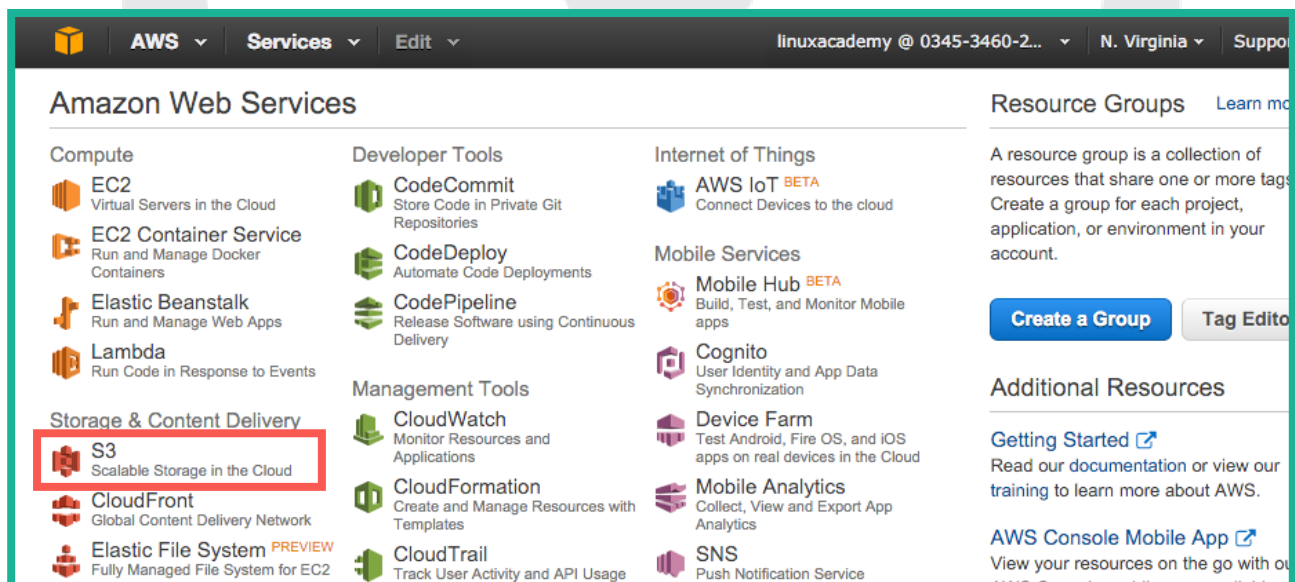 AWS Services Edit linuxacademy @ 0345-3460-2... N. Virginia
Amazon Web Services
Compute
EC2
Virtual Servers in the Cloud
EC2 Container Service
Run and Manage Docker
Containers
Elastic Beanstalk
Run and Manage Web Apps
Lambda
Run Code in Response to Events
Storage & Content Delivery
S3
Scalable Storage in the Cloud
CloudFront
Global Content Delivery Network
Elastic File System PREVIEW
Fully Managed File System for EC2
Developer Tools
CodeCommit
Store Code in Private Git
Repositories
CodeDeploy
Automate Code Deployments
CodePipeline
Release Software using Continuous
Delivery
Management Tools
CloudWatch
Monitor Resources and
Applications
CloudFormation
Create and Manage Resources with
Templates
CloudTrail
Track User Activity and API Usage
Internet of Things
AWS IoT BETA
Connect Devices to the cloud
Mobile Services
Mobile Hub BETA
Build, Test, and Monitor Mobile
apps
Cognito
User Identity and App Data
Synchronization
Device Farm
Test Android, Fire OS, and iOS
apps on real devices in the Cloud
Mobile Analytics
Collect, View and Export App
Analytics
SNS
Push Notification Service
Resource Groups Learn
A resource group is a collection of
resources that share one or more tags
Create a group for each project,
application, or environment in your
account.
Create a Group Tag
Additional Resources
Getting Started
Read our documentation or view our
training to learn more about AWS.
AWS Console Mobile App
View your resources on the go with